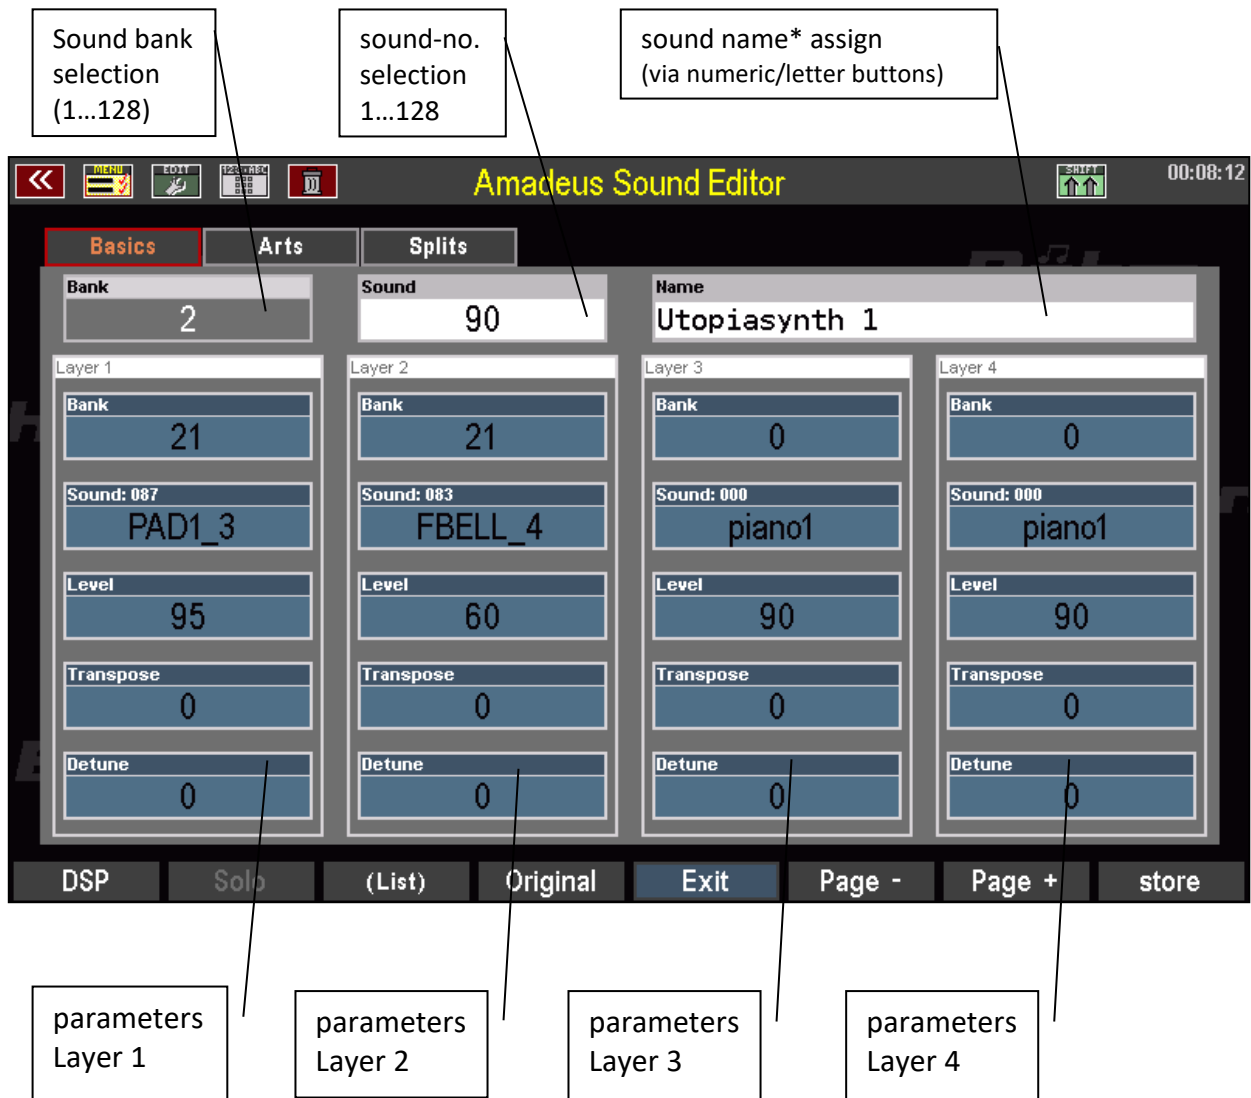 Sound bank
selection
(1…128)
sound-no.
selection
1…128
sound name* assign
(via numeric/letter buttons)
MENU
EDIT
123·ABC
Amadeus Sound Editor
SHIFT
00:08:12
Basics
Arts
Splits
Bank
2
Sound
90
Name
Utopiasynth 1
Layer 1
Layer 2
Layer 3
Layer 4
Bank
21
Bank
21
Bank
0
Bank
0
Sound: 087
PAD1_3
Sound: 083
FBELL_4
Sound: 000
piano1
Sound: 000
piano1
Level
95
Level
60
Level
90
Level
90
Transpose
0
Transpose
0
Transpose
0
Transpose
0
Detune
0
Detune
0
Detune
0
Detune
0
DSP
Solo
(List)
Original
Exit
Page -
Page +
store
parameters
Layer 1
parameters
Layer 2
parameters
Layer 3
parameters
Layer 4